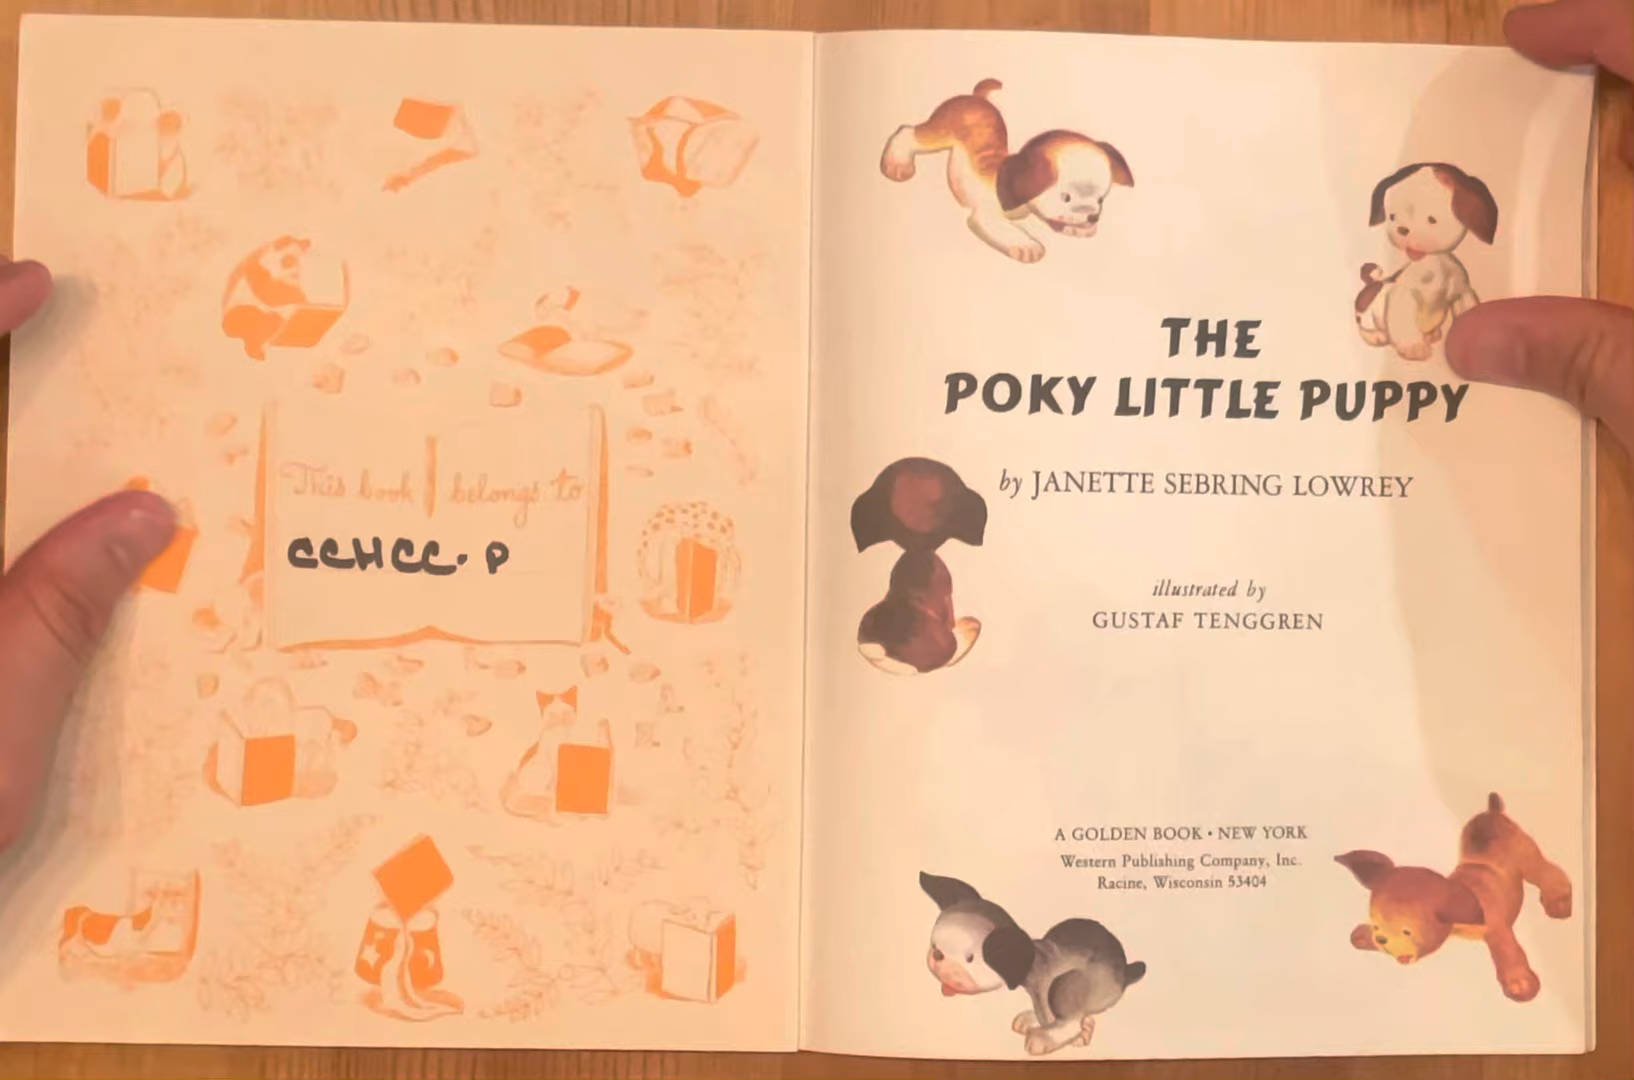 This book belongs to
CCHCC. P
THE
POKY LITTLE PUPPY
by JANETTE SEBRING LOWREY
illustrated by
GUSTAF TENGGREN
A GOLDEN BOOK • NEW YORK
Western Publishing Company, Inc.
Racine, Wisconsin 53404